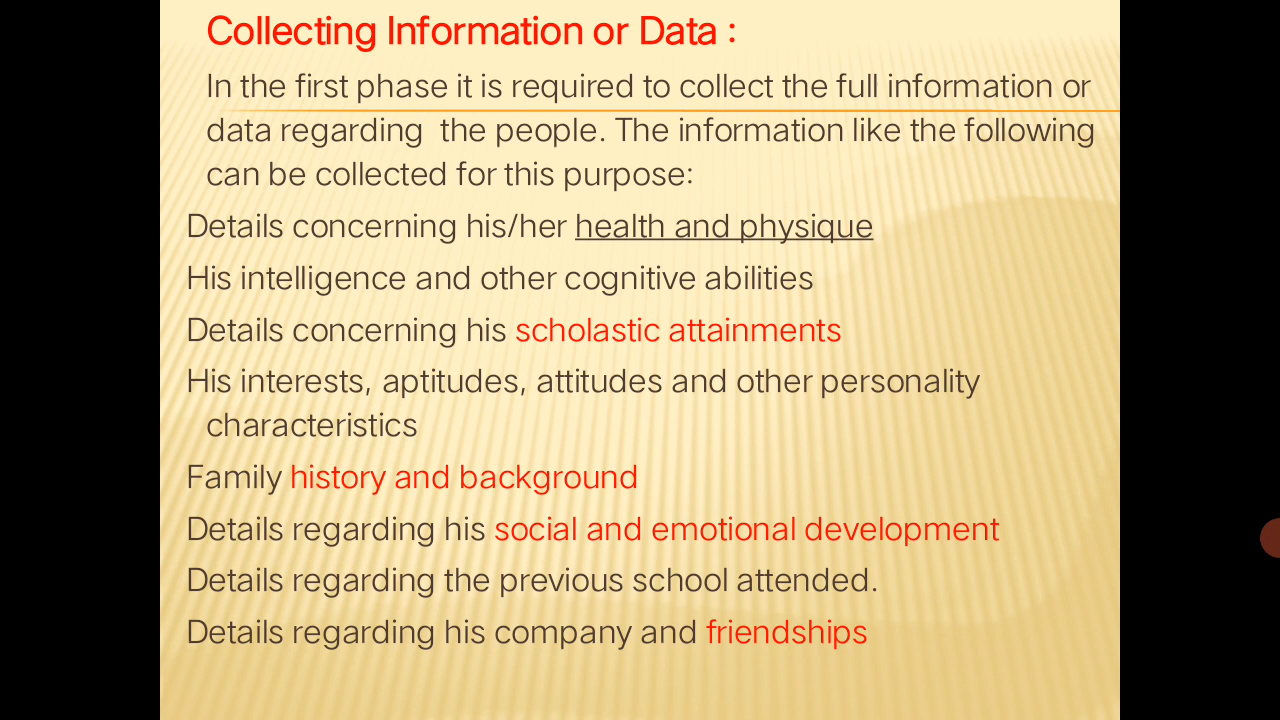 Collecting Information or Data :
In the first phase it is required to collect the full information or
data regarding  the people. The information like the following
can be collected for this purpose:
Details concerning his/her health and physique
His intelligence and other cognitive abilities
Details concerning his scholastic attainments
His interests, aptitudes, attitudes and other personality
characteristics
Family history and background
Details regarding his social and emotional development
Details regarding the previous school attended.
Details regarding his company and friendships